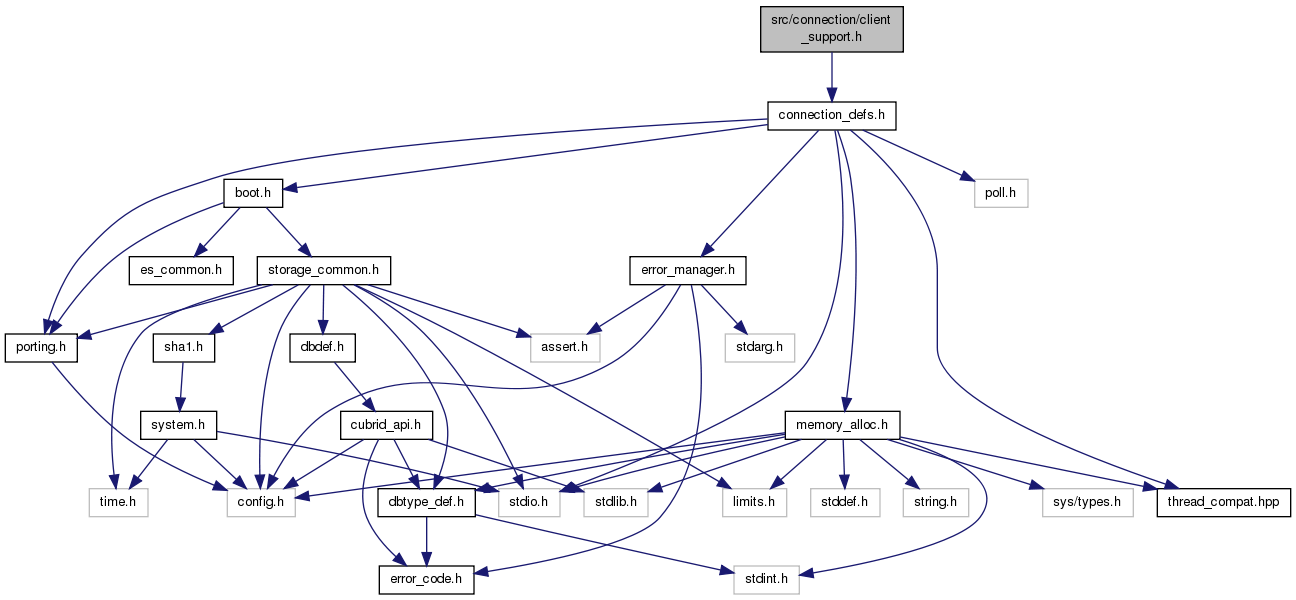 src/connection/client
_support.h
connection_defs.h
boot.h
poll.h
es_common.h
storage_common.h
error_manager.h
porting.h
sha1.h
dbdef.h
assert.h
stdarg.h
system.h
cubrid_api.h
memory_alloc.h
time.h
config.h
dbtype_def.h
stdio.h
stdlib.h
limits.h
stddef.h
string.h
sys/types.h
thread_compat.hpp
error_code.h
stdint.h